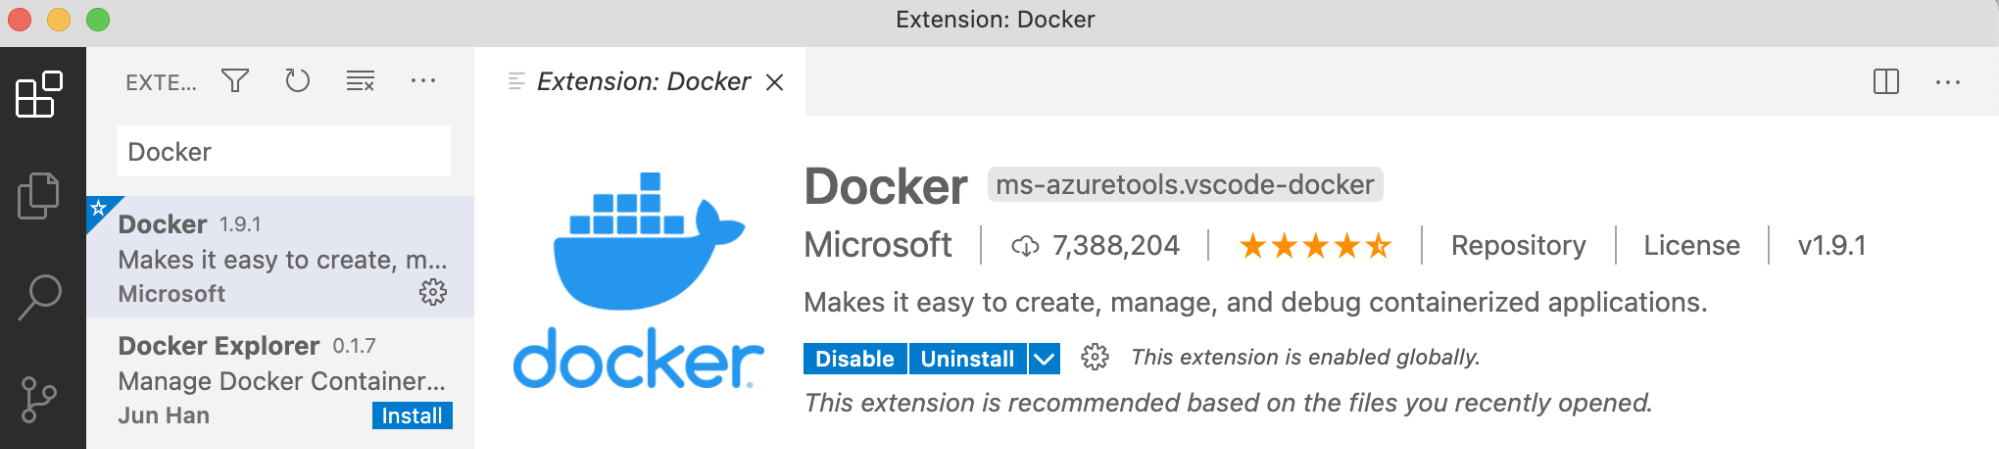 Extension: Docker
EXTE...
Docker
Docker 1.9.1
Makes it easy to create, m...
Microsoft
Docker Explorer 0.1.7
Manage Docker Container...
Jun Han Install
Extension: Docker
docker
Docker ms-azuretools.vscode-docker
Microsoft 7,388,204 Repository License v1.9.1
Makes it easy to create, manage, and debug containerized applications.
Disable Uninstall This extension is enabled globally.
This extension is recommended based on the files you recently opened.